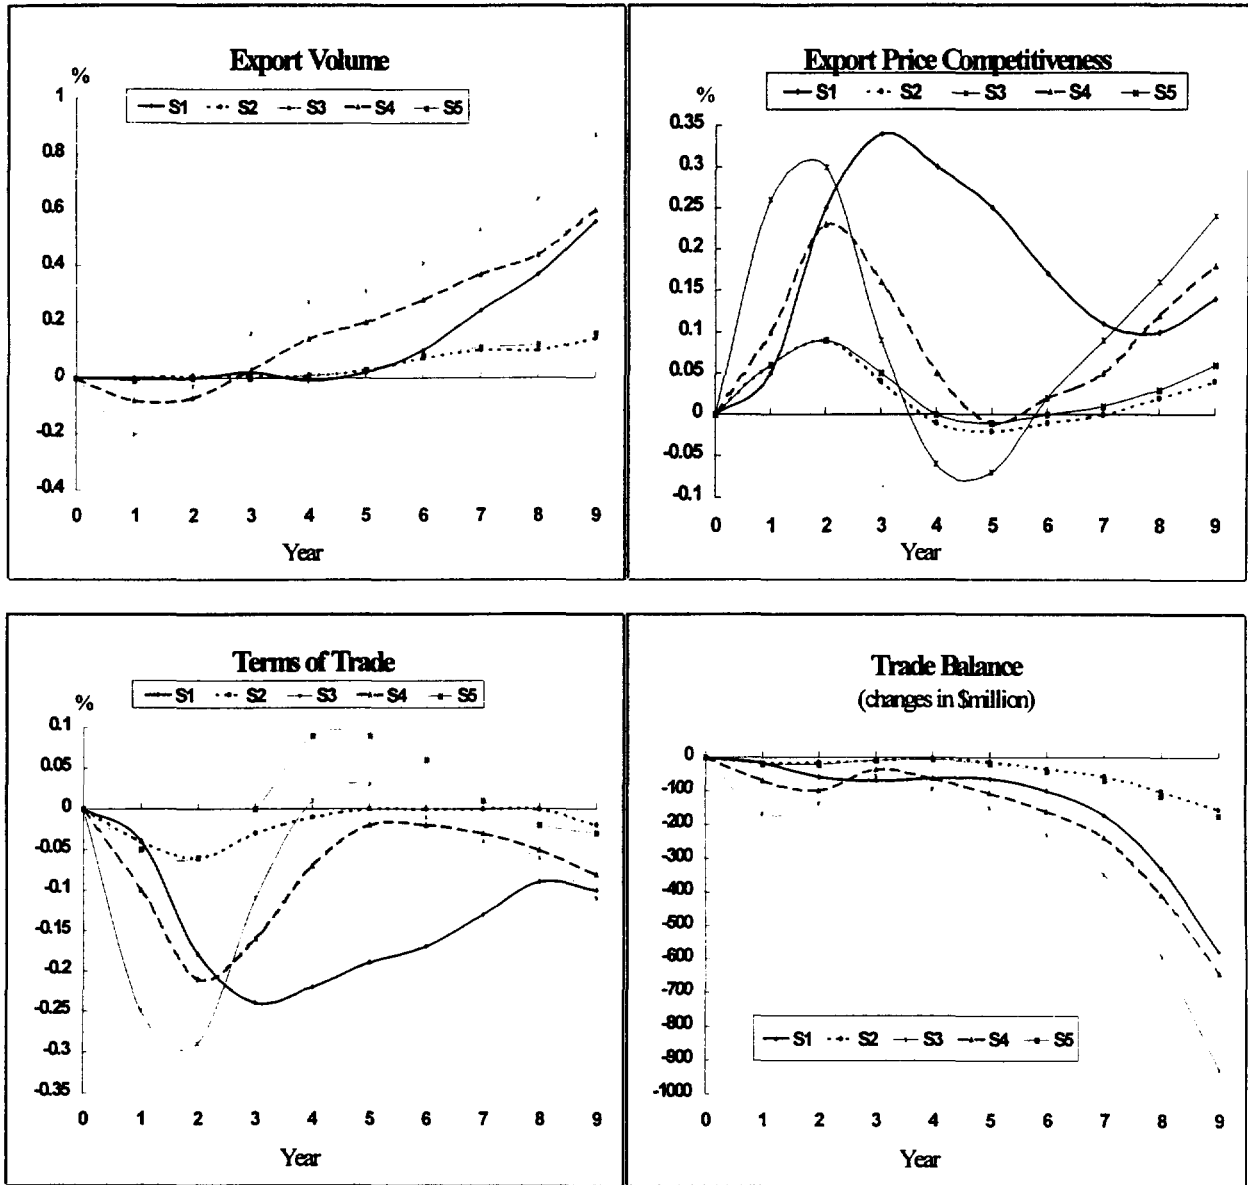 Export Volume
%
S1 S2 S3 S4 S5
1
0.8
0.6
0.4
0.2
0
-0.2
-0.4
0 1 2 3 4 5 6 7 8 9
Year
Export Price Competitiveness
S1 S2 S3 S4 S5
%
0.35
0.3
0.25
0.2
0.15
0.1
0.05
0
-0.05
-0.1
0 1 2 3 4 5 6 7 8 9
Year
Terms of Trade
S1 S2 S3 S4 S5
%
0.1
0.05
0
-0.05
-0.1
-0.15
-0.2
-0.25
-0.3
-0.35
0 1 2 3 4 5 6 7 8 9
Year
Trade Balance
(changes in $million)
0
-100
-200
-300
-400
-500
-600
-700
-800
-900
-1000
S1 S2 S3 S4 S5
0 1 2 3 4 5 6 7 8 9
Year